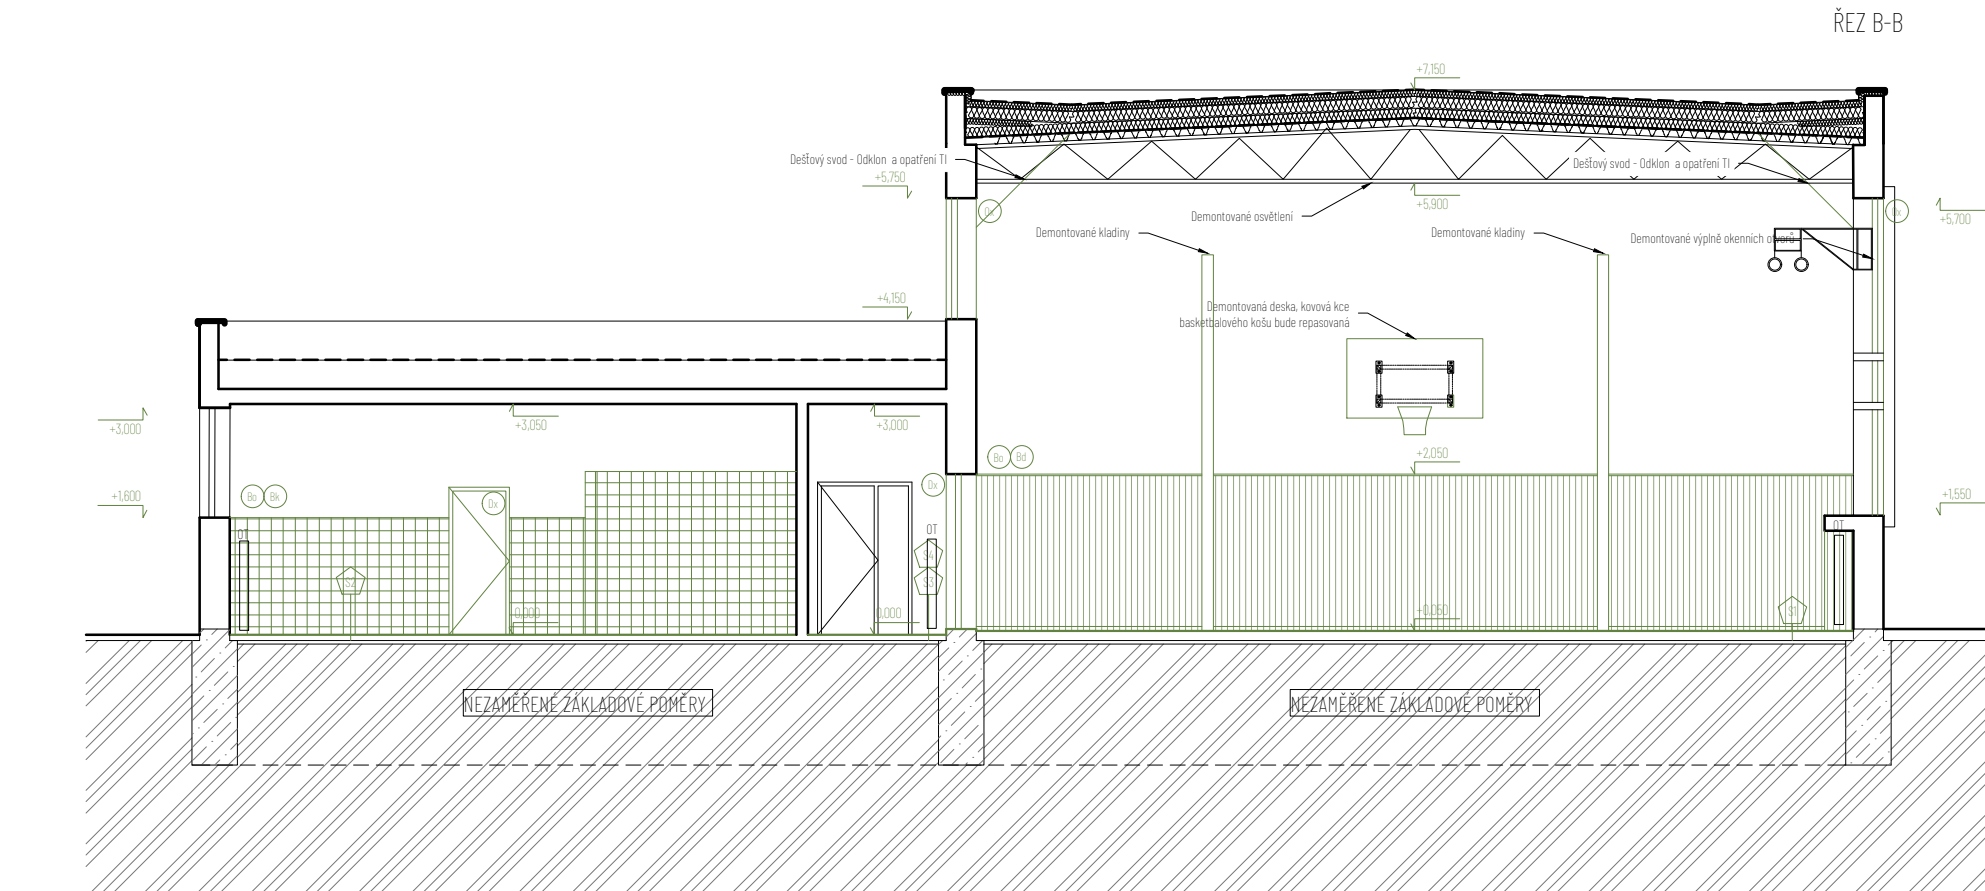 ŘEZ B-B
+7,150
Dešťový svod - Odklon a opatření TI
Dešťový svod - Odklon a opatření TI
+5,750
+5,900
Dx
Dx
+5,700
Demontované osvětlení
Demontované kladiny
Demontované kladiny
Demontované výplně okenních otvorů
+4,150
Demontovaná deska, kovová kce
basketbalového košu bude repasovaná
+3,000
+3,050
+3,000
+2,050
Bo
Bd
+1,600
Bo
Bk
Dx
Dx
+1,550
OT
OT
OT
S4
S2
S3
S1
0,000
0,000
+0,050
NEZAMĚŘENÉ ZÁKLADOVÉ POMĚRY
NEZAMĚŘENÉ ZÁKLADOVÉ POMĚRY